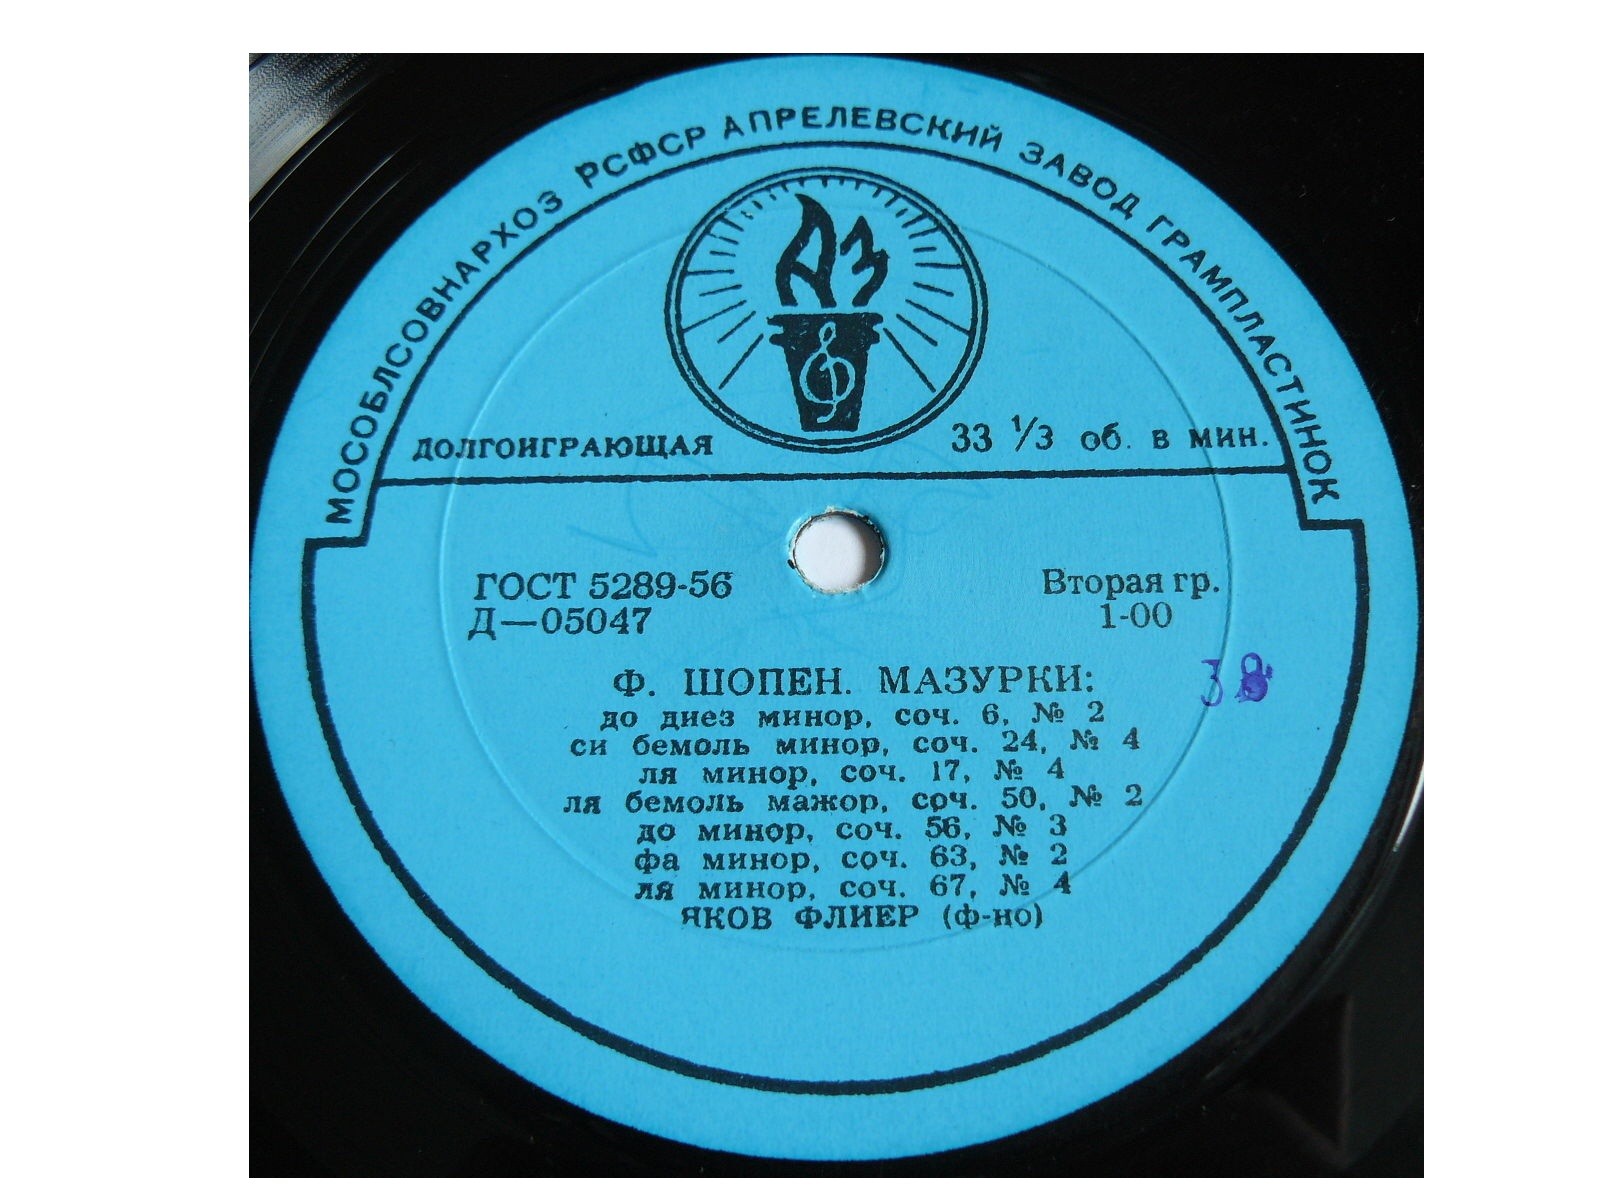 МОСОБЛСОВНАРХОЗ РСФСР АПРЕЛЕВСКИЙ ЗАВОД ГРАМПЛАСТИНОК
АЗ
ДОЛГОИГРАЮЩАЯ 33 1/3 об. в мин.
ГОСТ 5289-56 Вторая гр.
Д—05047 1-00
38
Ф. ШОПЕН. МАЗУРКИ:
до диез минор, соч. 6, № 2
си бемоль минор, соч. 24, № 4
ля минор, соч. 17, № 4
ля бемоль мажор, соч. 50, № 2
до минор, соч. 56, № 3
фа минор, соч. 63, № 2
ля минор, соч. 67, № 4
ЯКОВ ФЛИЕР (ф-но)